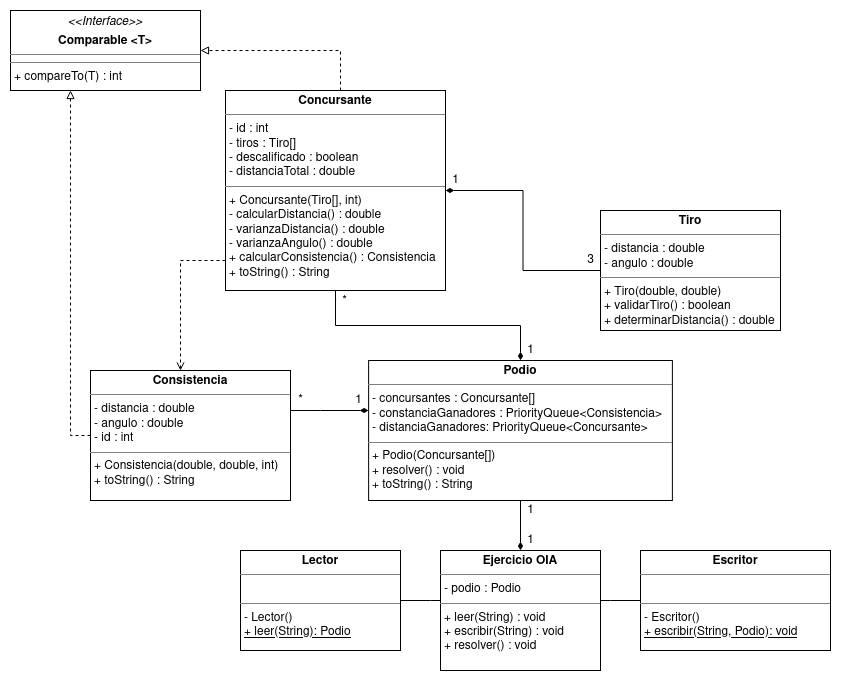 <<Interface>>
Comparable <T>
+ compareTo(T) : int
Concursante
- id : int
- tiros : Tiro[]
- descalificado : boolean
- distanciaTotal : double
+ Concursante(Tiro[], int)
- calcularDistancia() : double
- varianzaDistancia() : double
- varianzaAngulo() : double
+ calcularConsistencia() : Consistencia
+ toString() : String
1
3
Tiro
- distancia : double
- angulo : double
+ Tiro(double, double)
+ validarTiro() : boolean
+ determinarDistancia() : double
*
1
Consistencia
- distancia : double
- angulo : double
- id : int
+ Consistencia(double, double, int)
+ toString() : String
*
1
Podio
- concursantes : Concursante[]
- constanciaGanadores : PriorityQueue<Consistencia>
- distanciaGanadores: PriorityQueue<Concursante>
+ Podio(Concursante[])
+ resolver() : void
+ toString() : String
1
1
Lector
- Lector()
+ leer(String): Podio
Ejercicio OIA
- podio : Podio
+ leer(String) : void
+ escribir(String) : void
+ resolver() : void
Escritor
- Escritor()
+ escribir(String, Podio): void